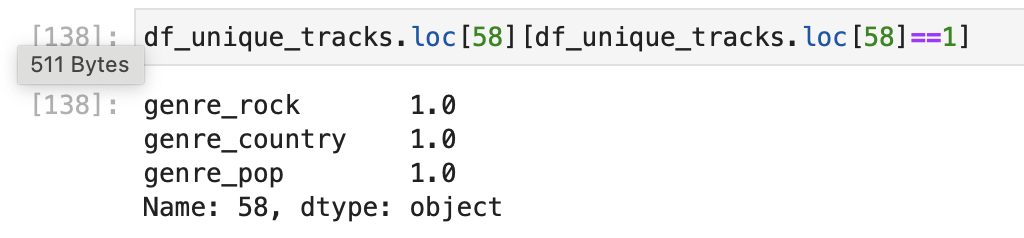 [138]: df_unique_tracks.loc[58][df_unique_tracks.loc[58]==1]
511 Bytes
[138]: genre_rock 1.0
genre_country 1.0
genre_pop 1.0
Name: 58, dtype: object